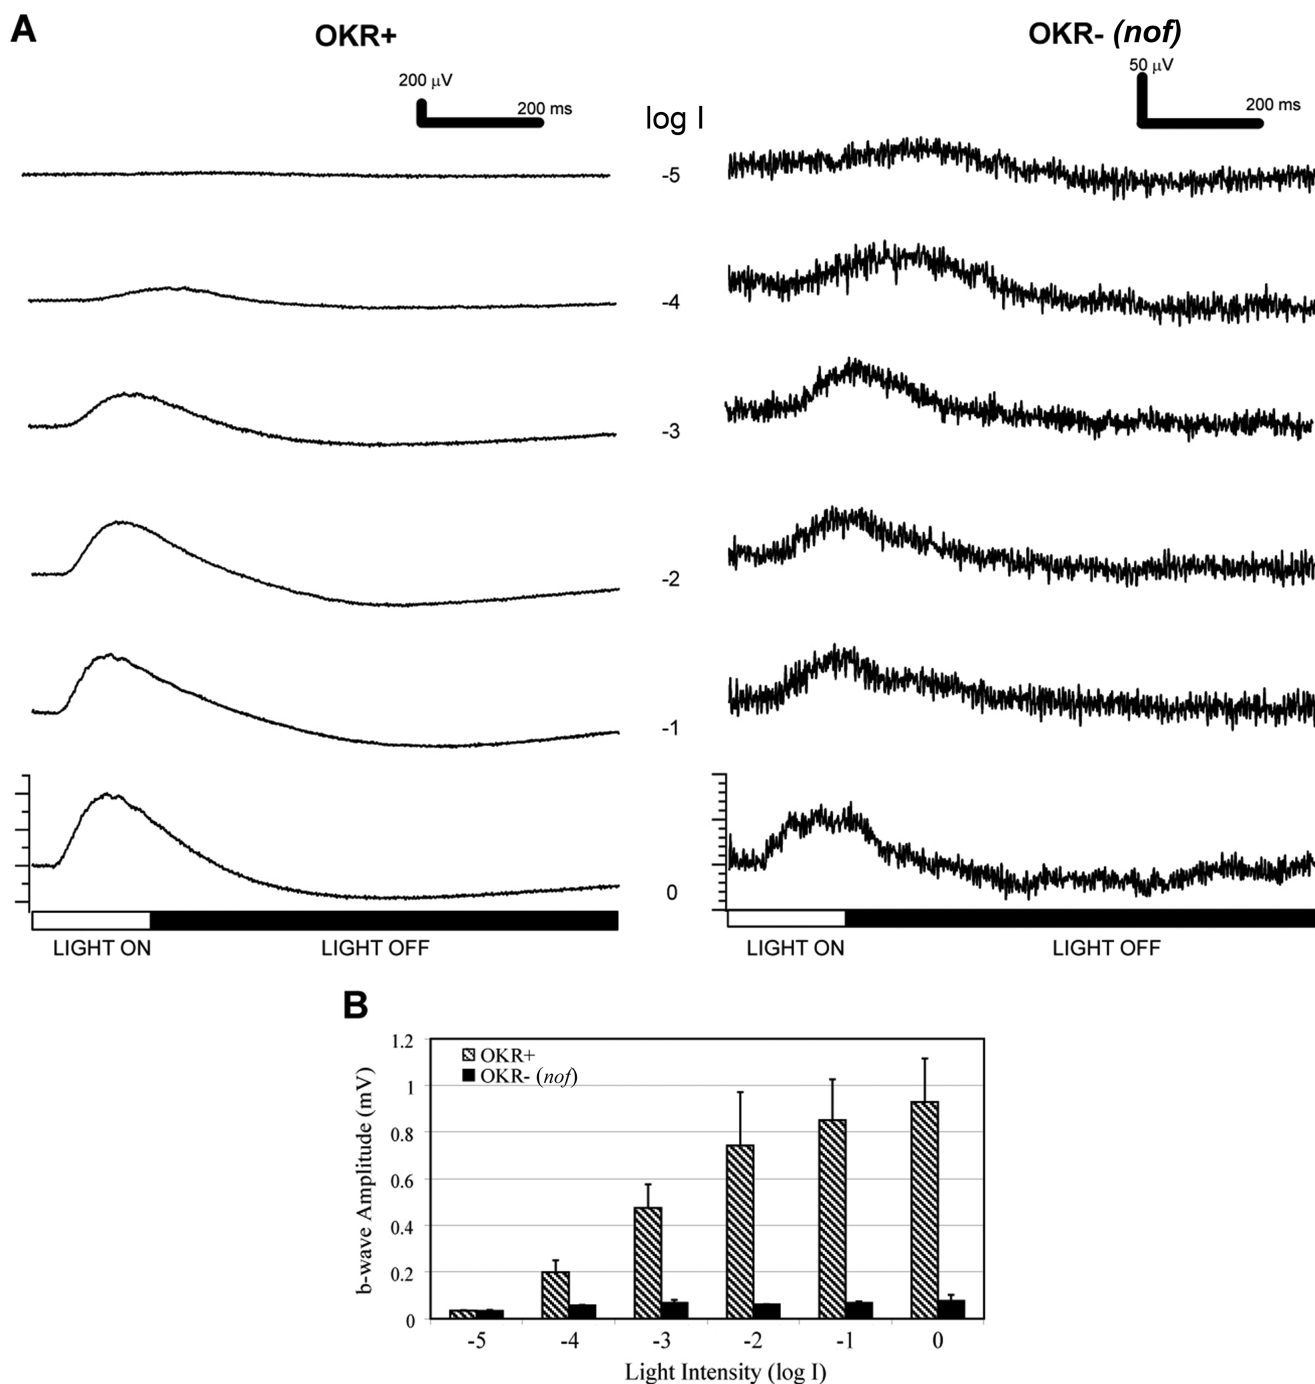 A
OKR+
OKR- (nof)
200 µV
200 ms
50 µV
200 ms
log I
-5
-4
-3
-2
-1
0
LIGHT ON
LIGHT OFF
LIGHT ON
LIGHT OFF
B
1.2
1
0.8
0.6
0.4
0.2
0
b-wave Amplitude (mV)
OKR+
OKR- (nof)
-5 -4 -3 -2 -1 0
Light Intensity (log I)